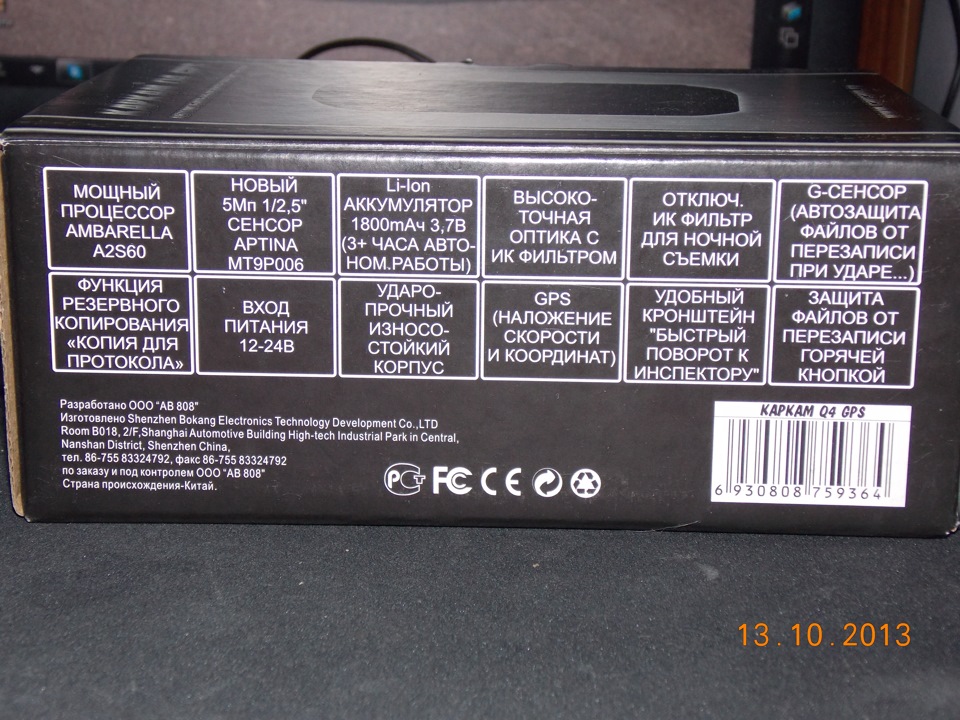 МОЩНЫЙ
ПРОЦЕССОР
AMBARELLA
A2S60
НОВЫЙ
5Мп 1/2,5"
СЕНСОР
APTINA
MT9P006
Li-Ion
АККУМУЛЯТОР
1800mAч 3,7В
(3+ ЧАСА АВТО-
НОМ.РАБОТЫ)
ВЫСОКО-
ТОЧНАЯ
ОПТИКА С
ИК ФИЛЬТРОМ
ОТКЛЮЧ.
ИК ФИЛЬТР
ДЛЯ НОЧНОЙ
СЪЕМКИ
G-СЕНСОР
(АВТОЗАЩИТА
ФАЙЛОВ ОТ
ПЕРЕЗАПИСИ
ПРИ УДАРЕ...)
ФУНКЦИЯ
РЕЗЕРВНОГО
КОПИРОВАНИЯ
«КОПИЯ ДЛЯ
ПРОТОКОЛА»
ВХОД
ПИТАНИЯ
12-24В
УДАРО-
ПРОЧНЫЙ
ИЗНОСО-
СТОЙКИЙ
КОРПУС
GPS
(НАЛОЖЕНИЕ
СКОРОСТИ
И КООРДИНАТ)
УДОБНЫЙ
КРОНШТЕЙН
"БЫСТРЫЙ
ПОВОРОТ К
ИНСПЕКТОРУ"
ЗАЩИТА
ФАЙЛОВ ОТ
ПЕРЕЗАПИСИ
ГОРЯЧЕЙ
КНОПКОЙ
Разработано ООО "АВ 808"
Изготовлено Shenzhen Bokang Electronics Technology Development Co.,LTD
Room B018, 2/F,Shanghai Automotive Building High-tech Industrial Park in Central,
Nanshan District, Shenzhen China,
тел. 86-755 83324792, факс 86-755 83324792
по заказу и под контролем ООО "АВ 808"
Страна происхождения-Китай.
РСТ FC CE
КАРКАМ Q4 GPS
6 930808 759364
13.10.2013